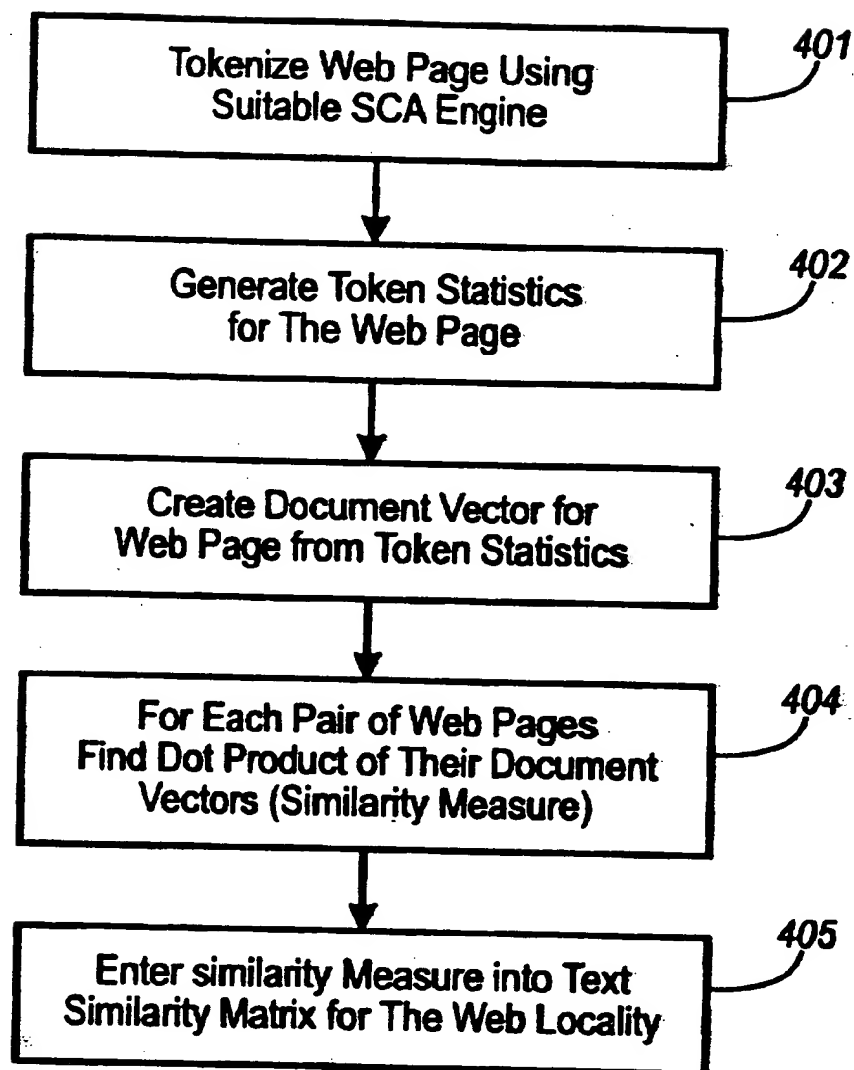 401
Tokenize Web Page Using
Suitable SCA Engine
402
Generate Token Statistics
for The Web Page
403
Create Document Vector for
Web Page from Token Statistics
404
For Each Pair of Web Pages
Find Dot Product of Their Document
Vectors (Similarity Measure)
405
Enter similarity Measure into Text
Similarity Matrix for The Web Locality